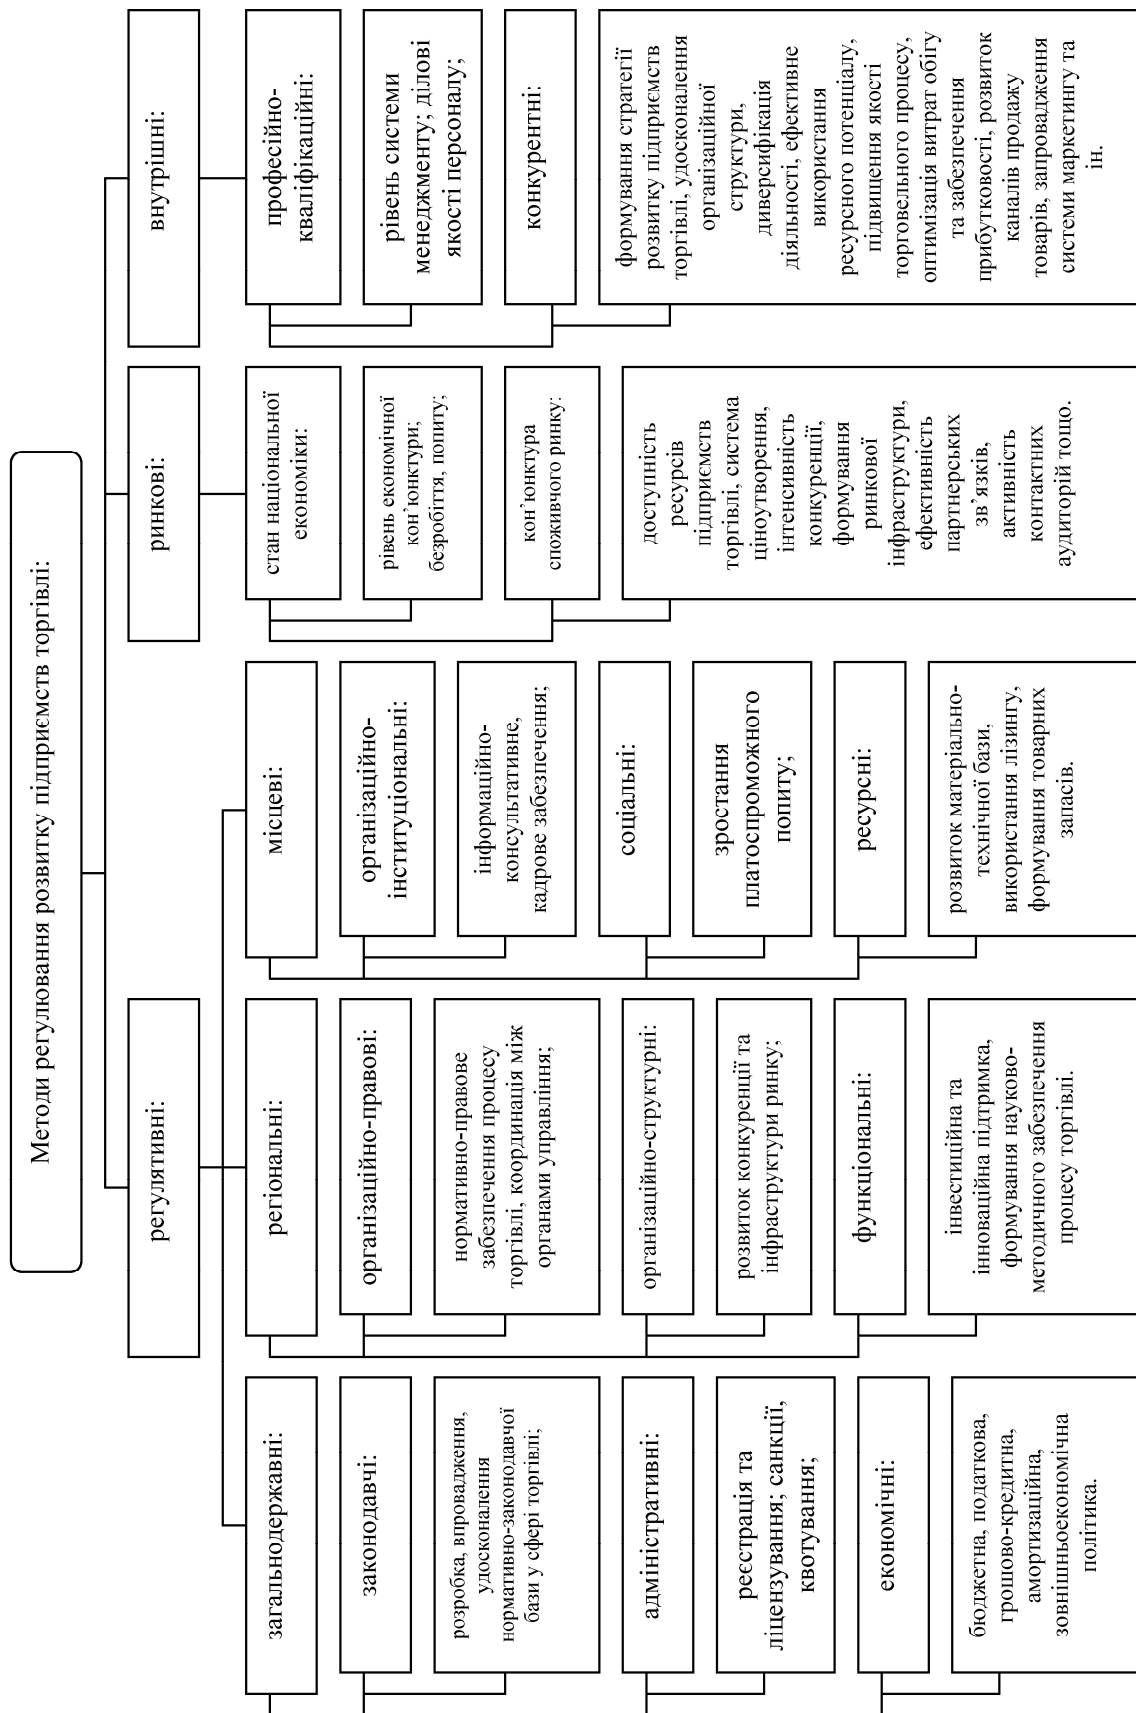 Методи регулювання розвитку підприємств торгівлі:
регулятивні:
загальнодержавні:
законодавчі:
розробка, впровадження,
удосконалення
нормативно-законодавчої
бази у сфері торгівлі;
адміністративні:
реєстрація та
ліцензування; санкції,
квотування;
економічні:
бюджетна, податкова,
грошово-кредитна,
амортизаційна,
зовнішньоекономічна
політика.
регіональні:
організаційно-правові:
нормативно-правове
забезпечення процесу
торгівлі, координація між
органами управління;
організаційно-структурні:
розвиток конкуренції та
інфраструктури ринку;
функціональні:
інвестиційна та
інноваційна підтримка,
формування науково-
методичного забезпечення
процесу торгівлі.
місцеві:
організаційно-
інституціональні:
інформаційно-
консультативне,
кадрове забезпечення;
соціальні:
зростання
платоспроможного
попиту;
ресурсні:
розвиток матеріально-
технічної бази,
використання лізингу,
формування товарних
запасів.
ринкові:
стан національної
економіки:
рівень економічної
кон’юнктури;
безробіття, попиту;
кон’юнктура
споживчого ринку:
доступність
ресурсів
підприємств
торгівлі, система
ціноутворення,
інтенсивність
конкуренції,
формування
ринкової
інфраструктури,
ефективність
партнерських
зв’язків,
активність
контактних
аудиторій тощо.
внутрішні:
професійно-
кваліфікаційні:
рівень системи
менеджменту; ділові
якості персоналу;
конкурентні:
формування стратегії
розвитку підприємств
торгівлі, удосконалення
організаційної
структури,
диверсифікація
діяльності, ефективне
використання
ресурсного потенціалу,
підвищення якості
торговельного процесу,
оптимізація витрат обігу
та забезпечення
прибутковості, розвиток
каналів продажу
товарів, запровадження
системи маркетингу та
ін.